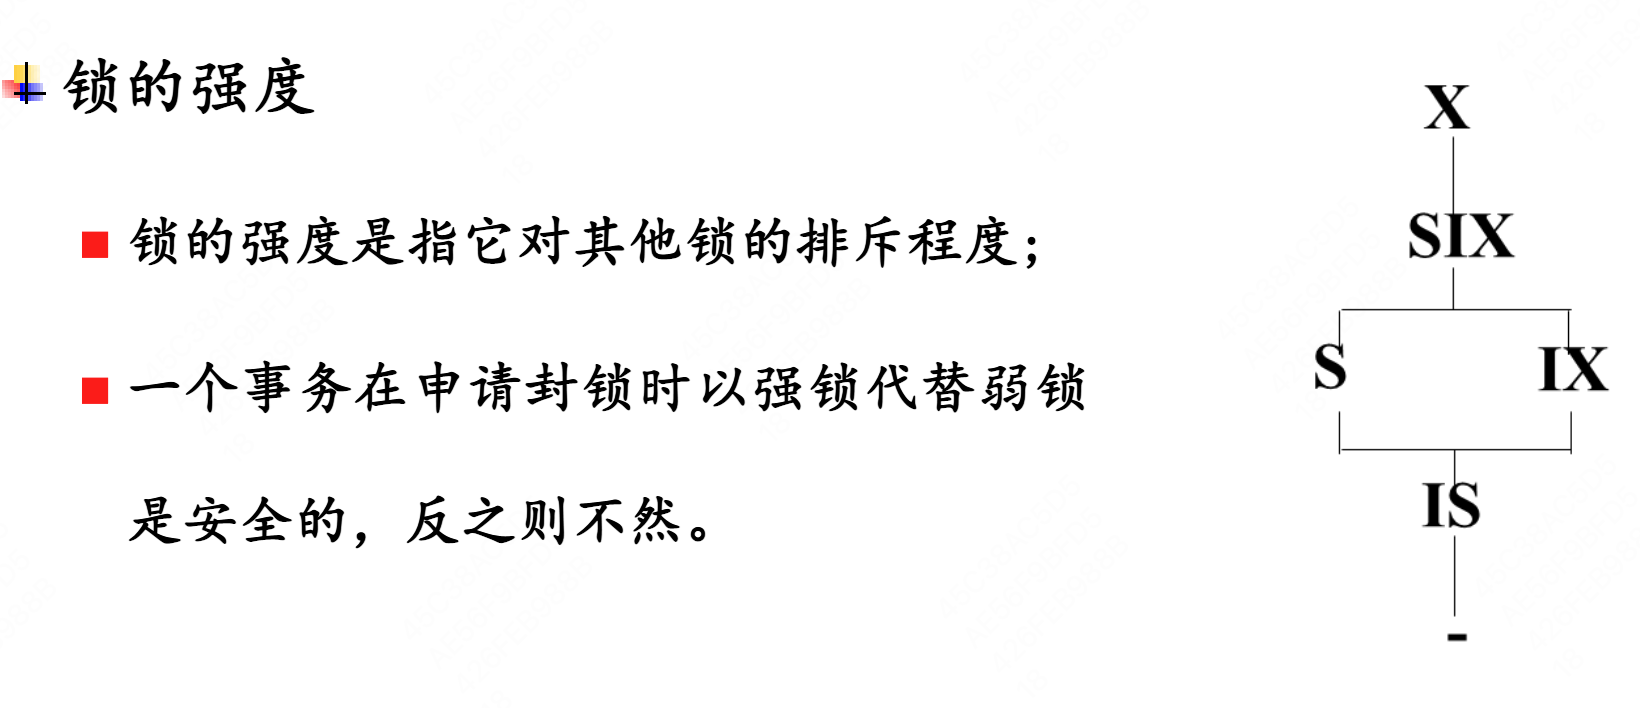 锁的强度
锁的强度是指它对其他锁的排斥程度；
一个事务在申请封锁时以强锁代替弱锁
是安全的，反之则不然。
X
SIX
S IX
IS
-